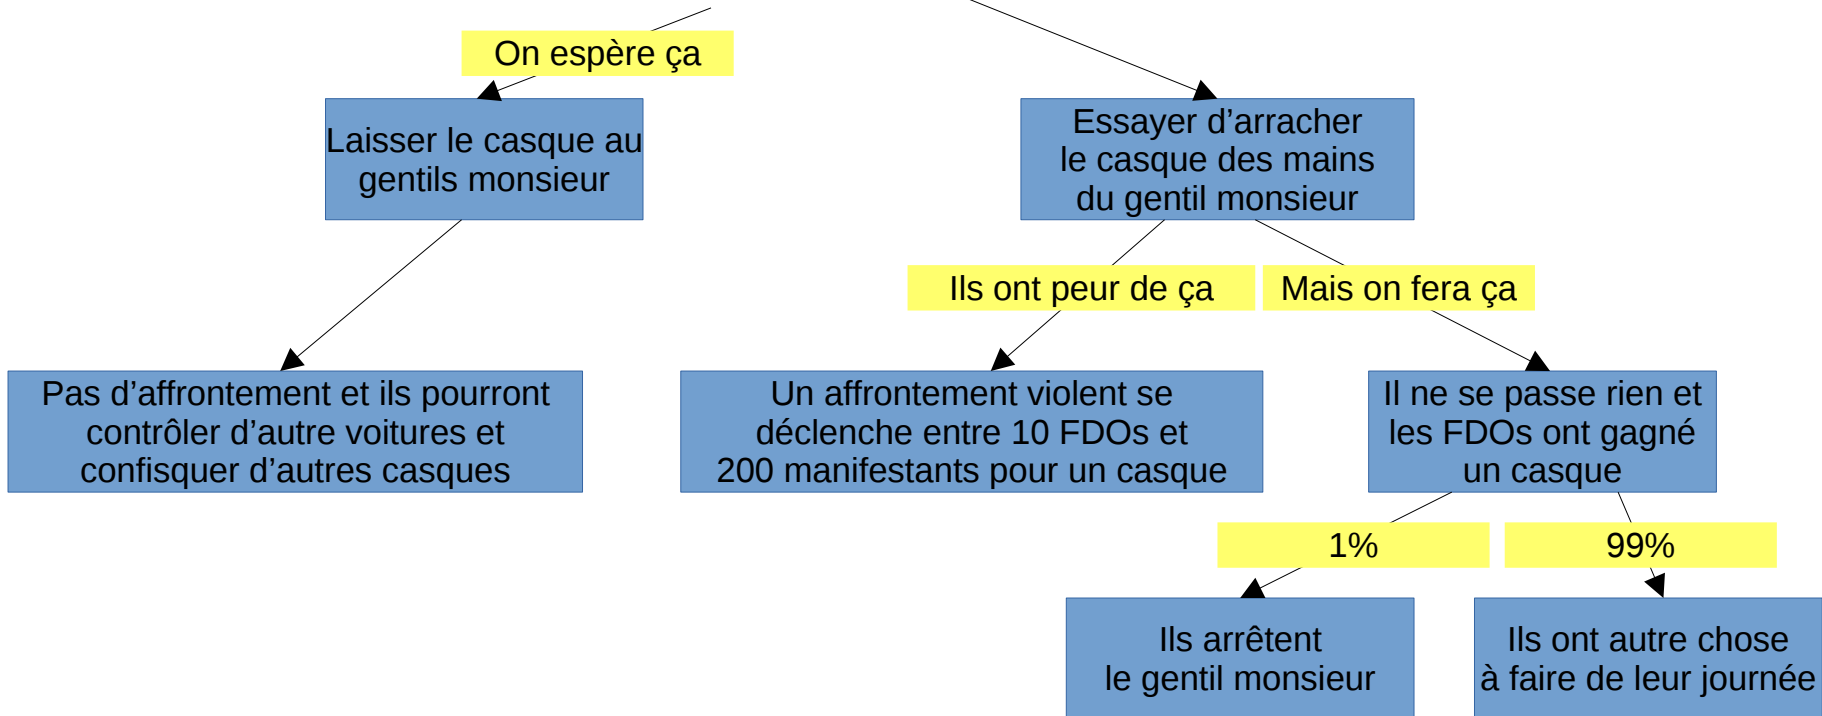 On espère ça
Laisser le casque au
gentils monsieur
Essayer d’arracher
le casque des mains
du gentil monsieur
Ils ont peur de ça
Mais on fera ça
Pas d’affrontement et ils pourront
contrôler d’autre voitures et
confisquer d’autres casques
Un affrontement violent se
déclenche entre 10 FDOs et
200 manifestants pour un casque
Il ne se passe rien et
les FDOs ont gagné
un casque
1%
99%
Ils arrêtent
le gentil monsieur
Ils ont autre chose
à faire de leur journée